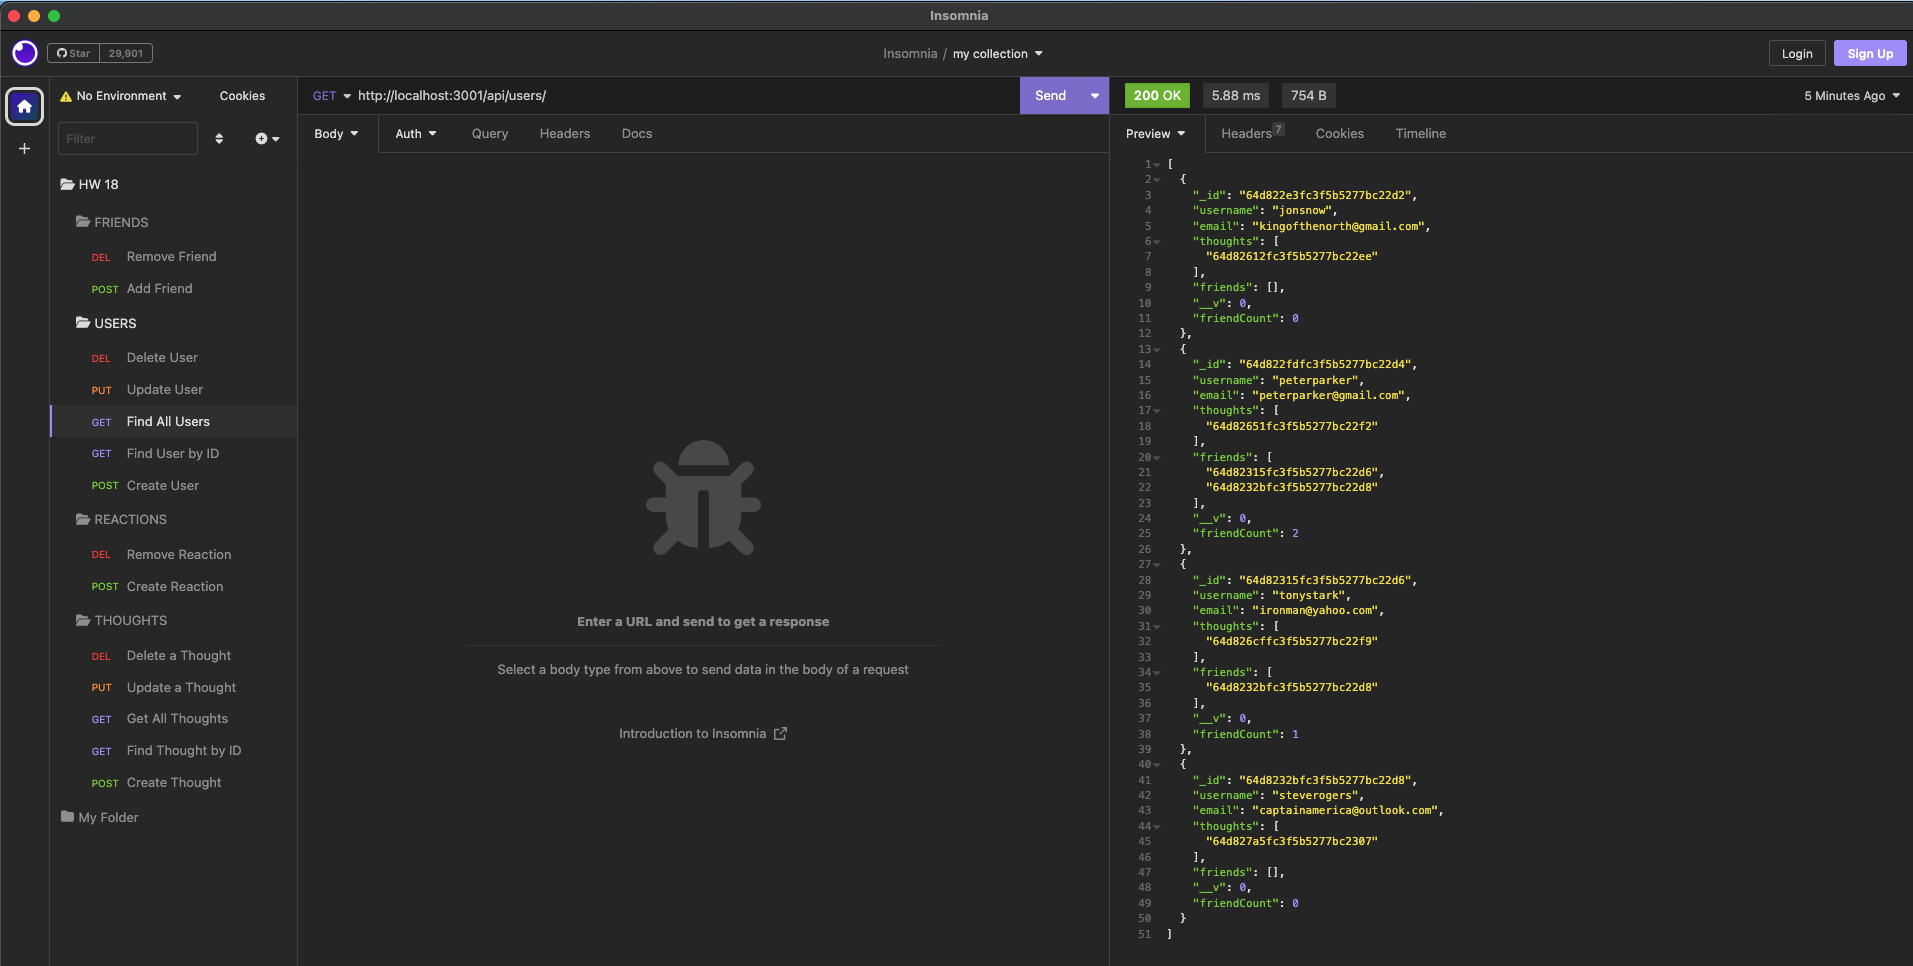 Insomnia
Star 29,901
Insomnia / my collection
Login
Sign Up
No Environment
Cookies
Filter
HW 18
FRIENDS
DEL Remove Friend
POST Add Friend
USERS
DEL Delete User
PUT Update User
GET Find All Users
GET Find User by ID
POST Create User
REACTIONS
DEL Remove Reaction
POST Create Reaction
THOUGHTS
DEL Delete a Thought
PUT Update a Thought
GET Get All Thoughts
GET Find Thought by ID
POST Create Thought
My Folder
GET http://localhost:3001/api/users/
Send
Body Auth Query Headers Docs
Enter a URL and send to get a response
Select a body type from above to send data in the body of a request
Introduction to Insomnia
200 OK 5.88 ms 754 B 5 Minutes Ago
Preview Headers 7 Cookies Timeline
1 [
2 {
3 "_id": "64d822e3fc3f5b5277bc22d2",
4 "username": "jonsnow",
5 "email": "kingofthenorth@gmail.com",
6 "thoughts": [
7 "64d82612fc3f5b5277bc22ee"
8 ],
9 "friends": [],
10 "__v": 0,
11 "friendCount": 0
12 },
13 {
14 "_id": "64d822fdfc3f5b5277bc22d4",
15 "username": "peterparker",
16 "email": "peterparker@gmail.com",
17 "thoughts": [
18 "64d82651fc3f5b5277bc22f2"
19 ],
20 "friends": [
21 "64d82315fc3f5b5277bc22d6",
22 "64d8232bfc3f5b5277bc22d8"
23 ],
24 "__v": 0,
25 "friendCount": 2
26 },
27 {
28 "_id": "64d82315fc3f5b5277bc22d6",
29 "username": "tonystark",
30 "email": "ironman@yahoo.com",
31 "thoughts": [
32 "64d826cffc3f5b5277bc22f9"
33 ],
34 "friends": [
35 "64d8232bfc3f5b5277bc22d8"
36 ],
37 "__v": 0,
38 "friendCount": 1
39 },
40 {
41 "_id": "64d8232bfc3f5b5277bc22d8",
42 "username": "steverogers",
43 "email": "captainamerica@outlook.com",
44 "thoughts": [
45 "64d827a5fc3f5b5277bc2307"
46 ],
47 "friends": [],
48 "__v": 0,
49 "friendCount": 0
50 }
51 ]